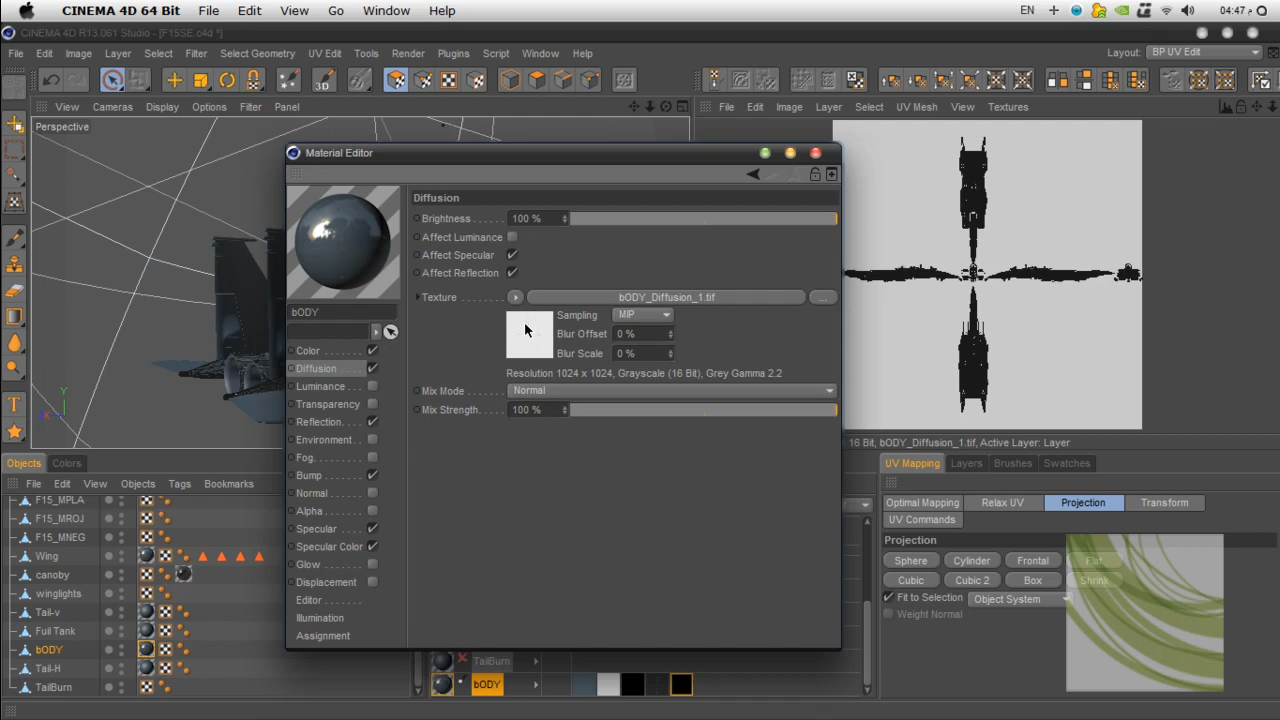 CINEMA 4D 64 Bit File Edit View Go Window Help EN 04:47 م
CINEMA 4D R13.061 Studio - [F15SE.c4d *]
File Edit Image Layer Select Filter Select Geometry UV Edit Tools Render Plugins Script Window Help Layout: BP UV Edit
3D
View Cameras Display Options Filter Panel File Edit Image Layer Select UV Mesh View Textures
Perspective
Y
Material Editor
bODY
Color
Diffusion
Luminance
Transparency
Reflection
Environment
Fog
Bump
Normal
Alpha
Specular
Specular Color
Glow
Displacement
Editor
Illumination
Assignment
Diffusion
Brightness 100 %
Affect Luminance
Affect Specular
Affect Reflection
Texture bODY_Diffusion_1.tif ...
Sampling MIP
Blur Offset 0 %
Blur Scale 0 %
Resolution 1024 x 1024, Grayscale (16 Bit), Grey Gamma 2.2
Mix Mode Normal
Mix Strength 100 %
16 Bit, bODY_Diffusion_1.tif, Active Layer: Layer
Objects Colors
File Edit View Objects Tags Bookmarks
F15_MPLA
F15_MROJ
F15_MNEG
Wing
canoby
winglights
Tail-v
Fuil Tank
bODY
Tail-H
TailBurn
TailBurn
bODY
UV Mapping Layers Brushes Swatches
Optimal Mapping Relax UV Projection Transform
UV Commands
Projection
Sphere Cylinder Frontal Flat
Cubic Cubic 2 Box Shrink
Fit to Selection Object System
Weight Normal